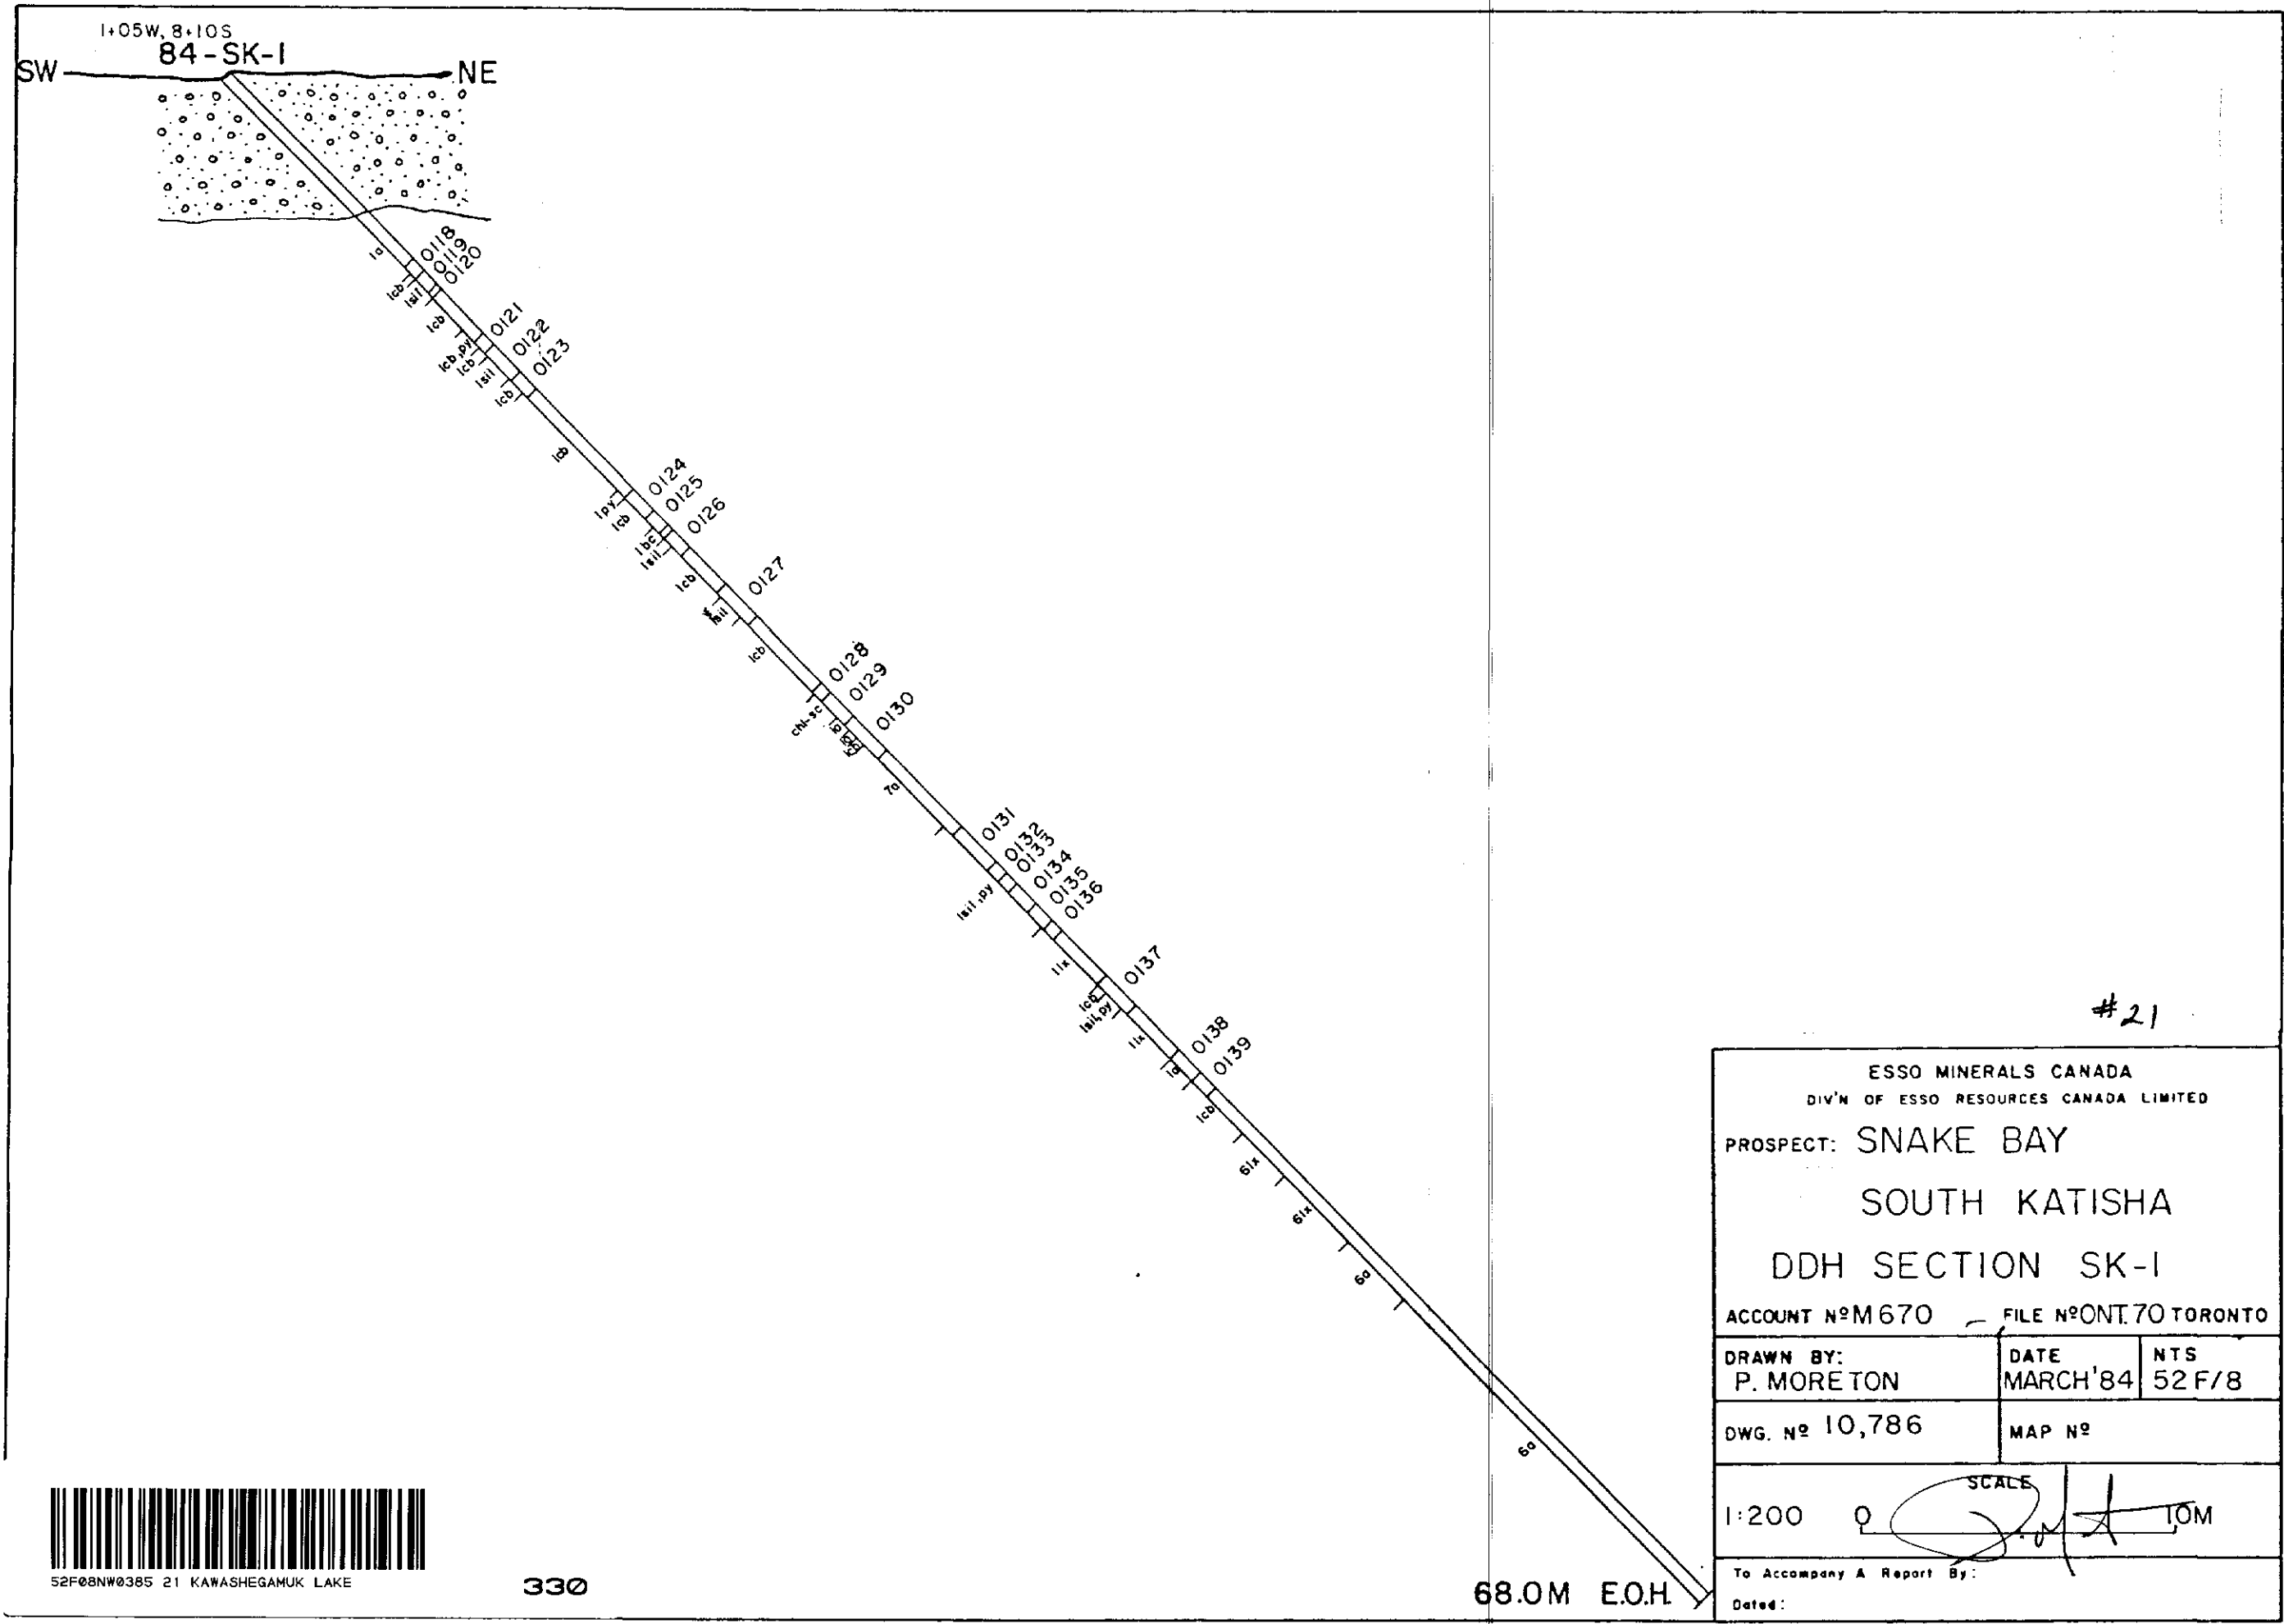 1+05W, 8+10S
84-SK-1
SW
NE
0118
0119
0120
0121
0122
0123
0124
0125
0126
0127
0128
0129
0130
0131
0132
0133
0134
0135
0136
0137
0138
0139
1a
1cb
1sil
1cb
1cb,py
1cb
1sil
1cb
1cb
1py
1cb
1bc
1sil
1cb
1sil
1cb
chl-sc
7a
1sil,py
11x
1cb
1sil,py
11x
1a
1cb
61x
61x
6a
6a
68.0M E.O.H.
#21
ESSO MINERALS CANADA
DIV'N OF ESSO RESOURCES CANADA LIMITED
PROSPECT: SNAKE BAY
SOUTH KATISHA
DDH SECTION SK-1
ACCOUNT Nº M 670 FILE Nº ONT. 70 TORONTO
DRAWN BY:
P. MORETON
DATE
MARCH '84
NTS
52 F/8
DWG. Nº 10,786
MAP Nº
SCALE
1:200 0 10M
To Accompany A Report By:
Dated:
52F08NW0385 21 KAWASHEGAMUK LAKE
330